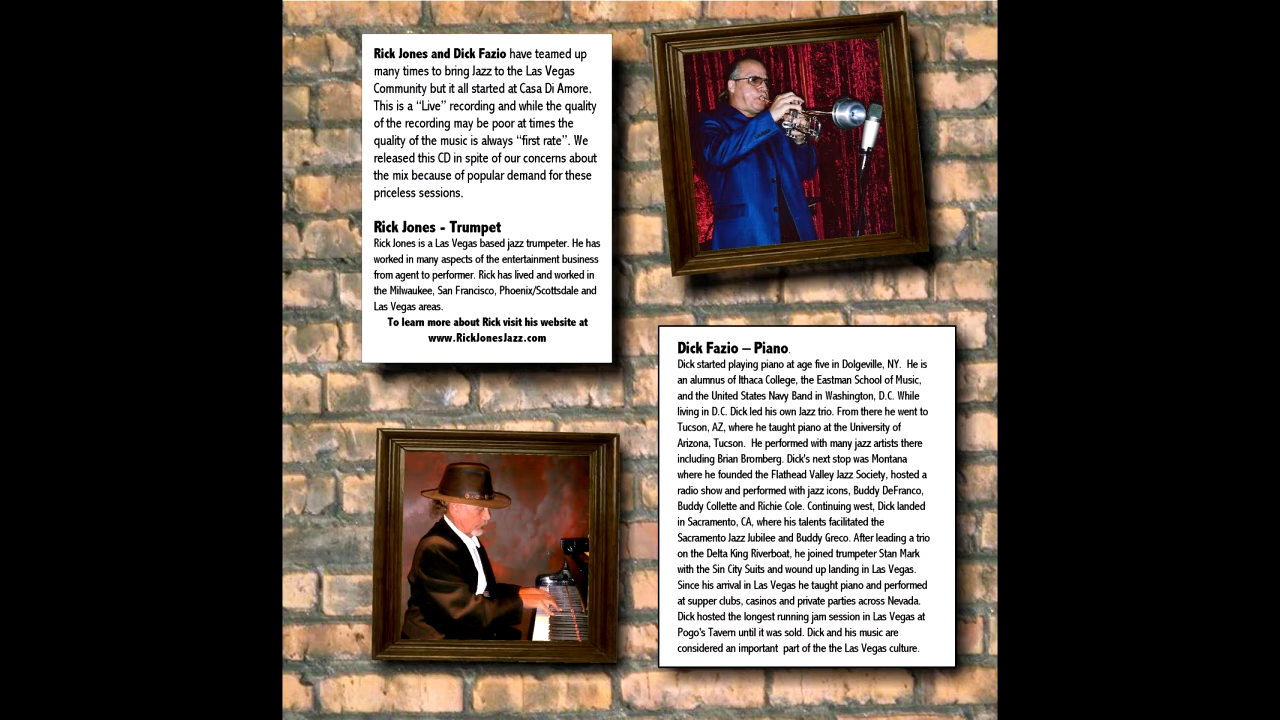 Rick Jones and Dick Fazio have teamed up
many times to bring Jazz to the Las Vegas
Community but it all started at Casa Di Amore.
This is a “Live” recording and while the quality
of the recording may be poor at times the
quality of the music is always “first rate”. We
released this CD in spite of our concerns about
the mix because of popular demand for these
priceless sessions.
Rick Jones - Trumpet
Rick Jones is a Las Vegas based jazz trumpeter. He has
worked in many aspects of the entertainment business
from agent to performer. Rick has lived and worked in
the Milwaukee, San Francisco, Phoenix/Scottsdale and
Las Vegas areas.
To learn more about Rick visit his website at
www.RickJonesJazz.com
Dick Fazio – Piano.
Dick started playing piano at age five in Dolgeville, NY. He is
an alumnus of Ithaca College, the Eastman School of Music,
and the United States Navy Band in Washington, D.C. While
living in D.C. Dick led his own Jazz trio. From there he went to
Tucson, AZ, where he taught piano at the University of
Arizona, Tucson. He performed with many jazz artists there
including Brian Bromberg. Dick's next stop was Montana
where he founded the Flathead Valley Jazz Society, hosted a
radio show and performed with jazz icons, Buddy DeFranco,
Buddy Collette and Richie Cole. Continuing west, Dick landed
in Sacramento, CA, where his talents facilitated the
Sacramento Jazz Jubilee and Buddy Greco. After leading a trio
on the Delta King Riverboat, he joined trumpeter Stan Mark
with the Sin City Suits and wound up landing in Las Vegas.
Since his arrival in Las Vegas he taught piano and performed
at supper clubs, casinos and private parties across Nevada.
Dick hosted the longest running jam session in Las Vegas at
Pogo's Tavern until it was sold. Dick and his music are
considered an important part of the the Las Vegas culture.